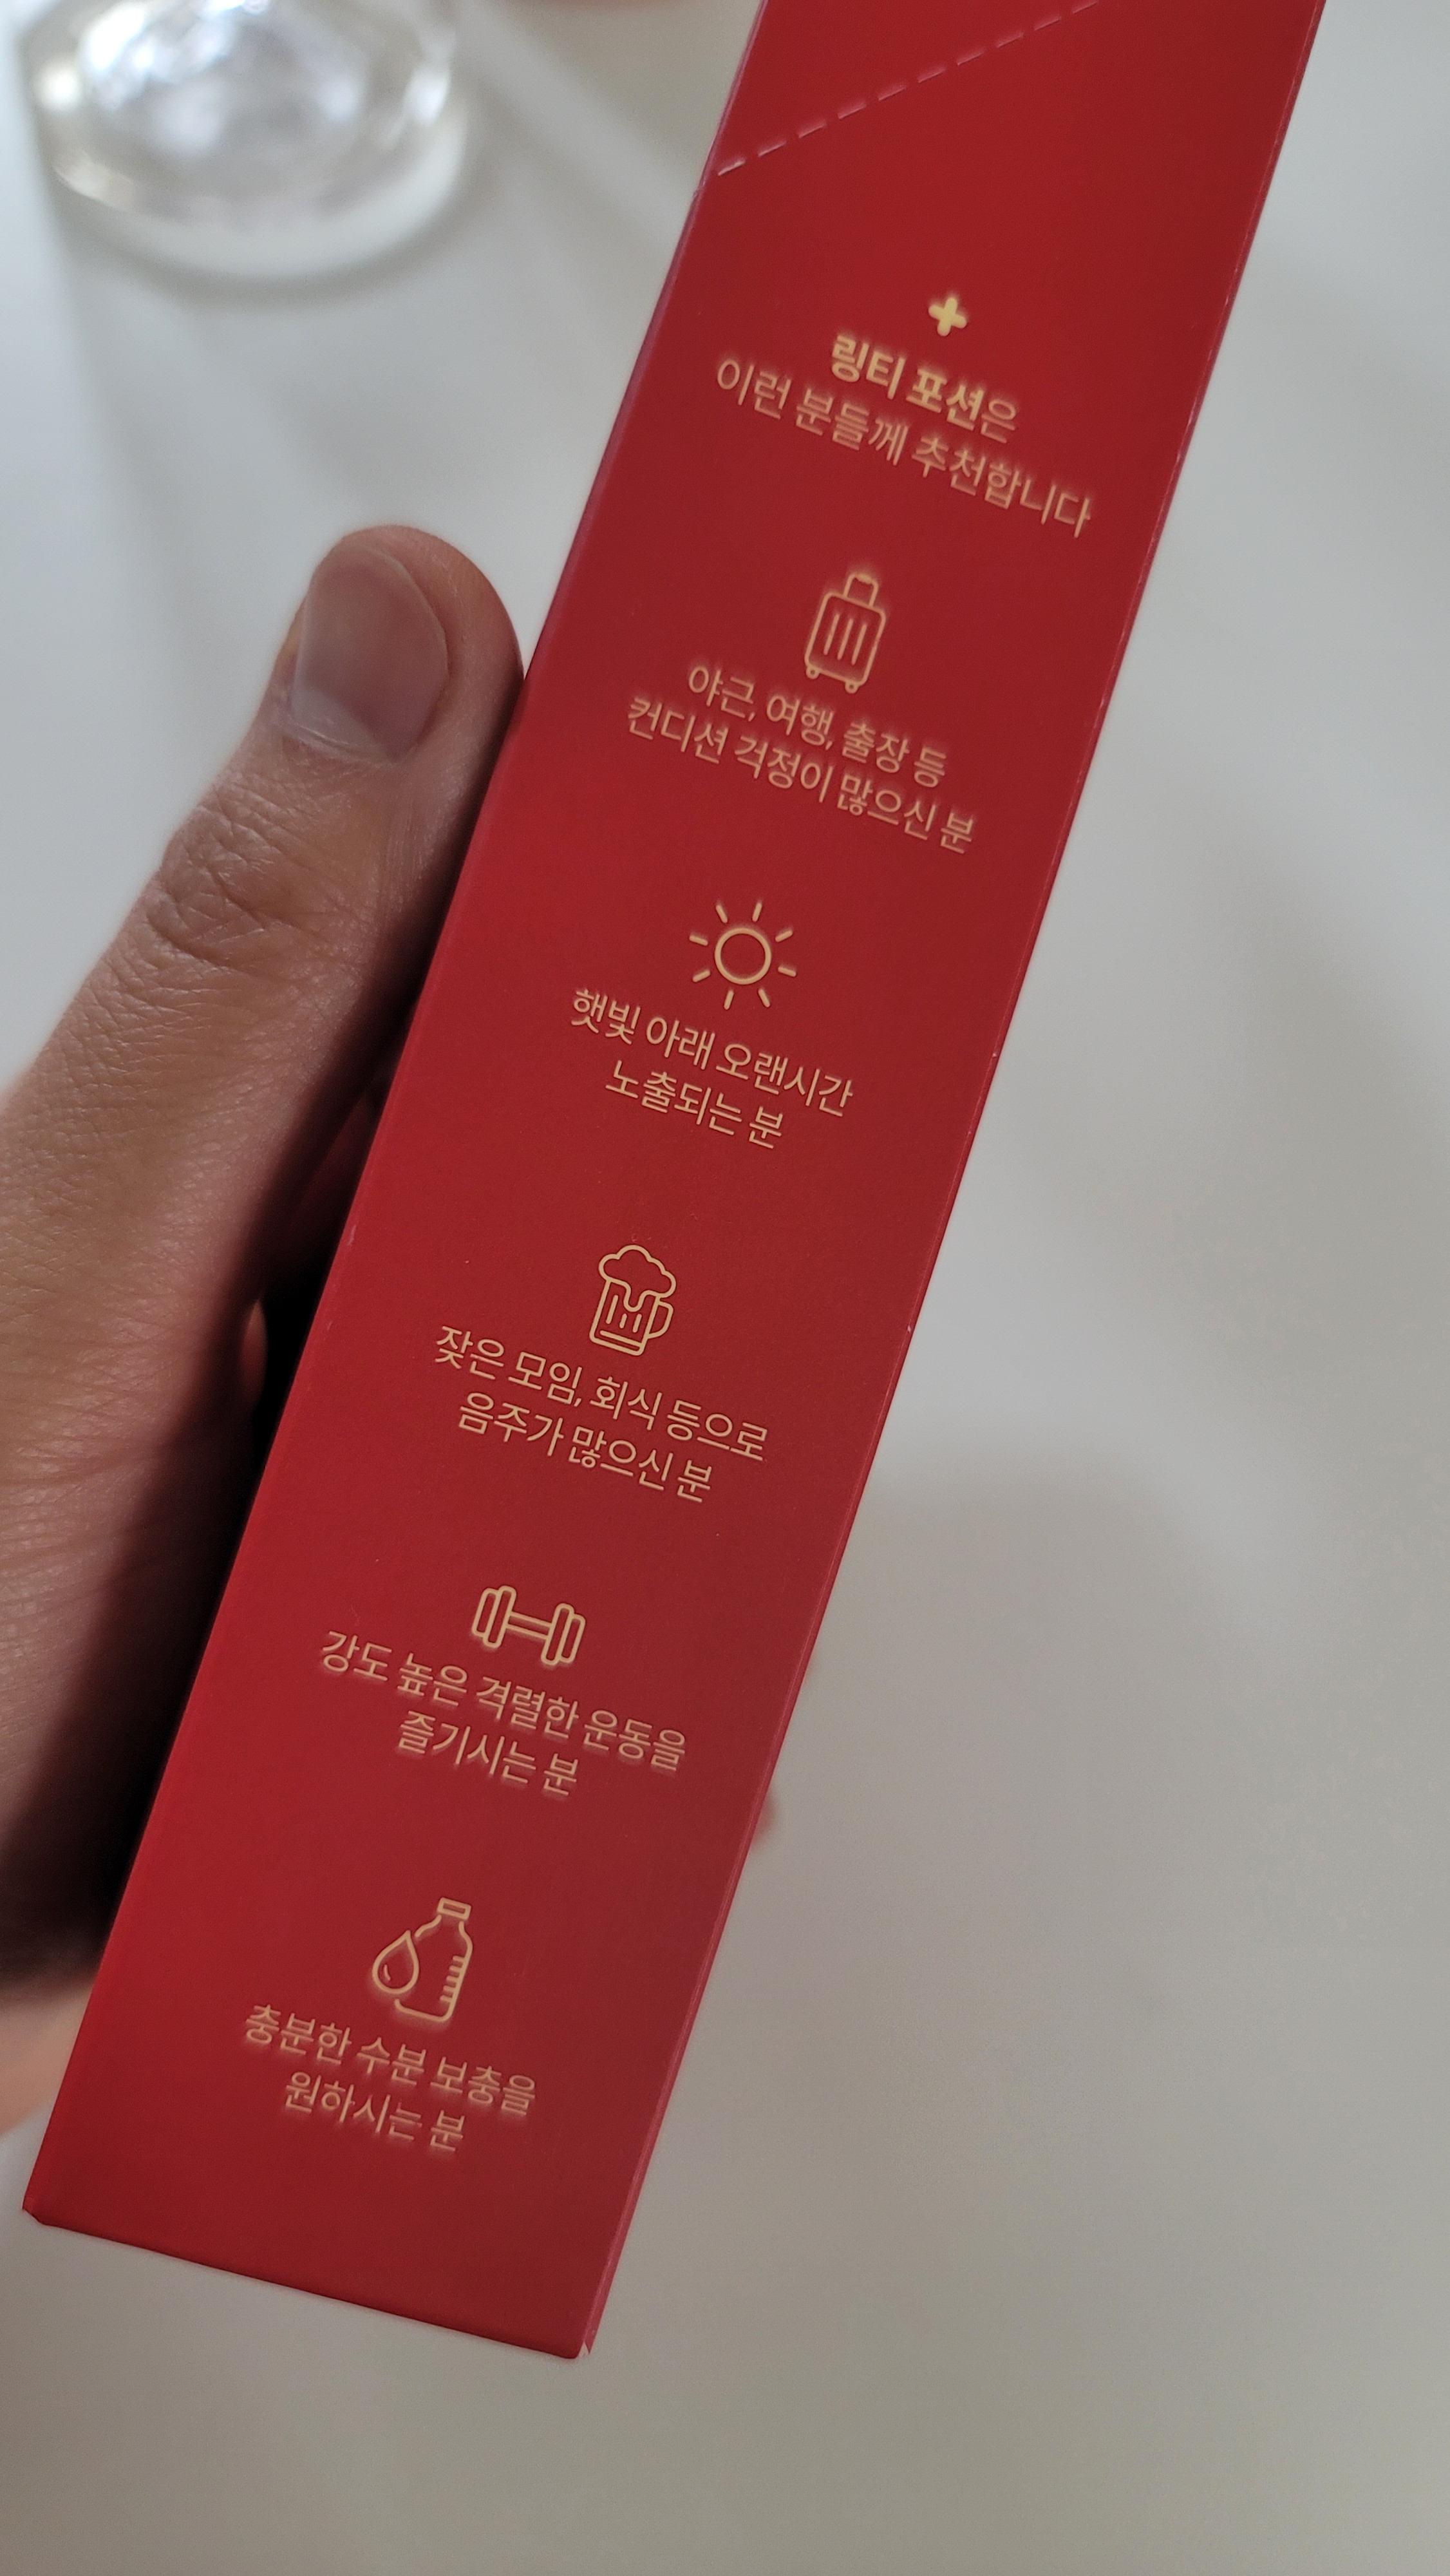 링티 포션은
이런 분들께 추천합니다
야근, 여행, 출장 등
컨디션 걱정이 많으신 분
햇빛 아래 오랜시간
노출되는 분
잦은 모임, 회식 등으로
음주가 많으신 분
강도 높은 격렬한 운동을
즐기시는 분
충분한 수분 보충을
원하시는 분